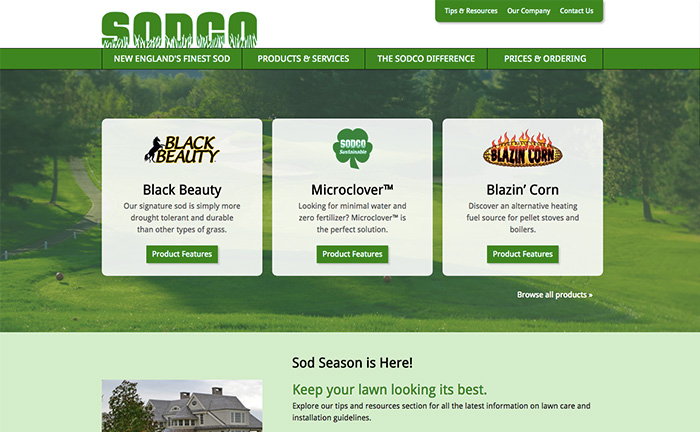 SODCO
Tips & Resources Our Company Contact Us
NEW ENGLAND'S FINEST SOD PRODUCTS & SERVICES THE SODCO DIFFERENCE PRICES & ORDERING
BLACK
BEAUTY
Black Beauty
Our signature sod is simply more
drought tolerant and durable
than other types of grass.
Product Features
SODCO
Sustainable
Microclover™
Looking for minimal water and
zero fertilizer? Microclover™ is
the perfect solution.
Product Features
BLAZIN' CORN
Blazin' Corn
Discover an alternative heating
fuel source for pellet stoves and
boilers.
Product Features
Browse all products »
Sod Season is Here!
Keep your lawn looking its best.
Explore our tips and resources section for all the latest information on lawn care and
installation guidelines.